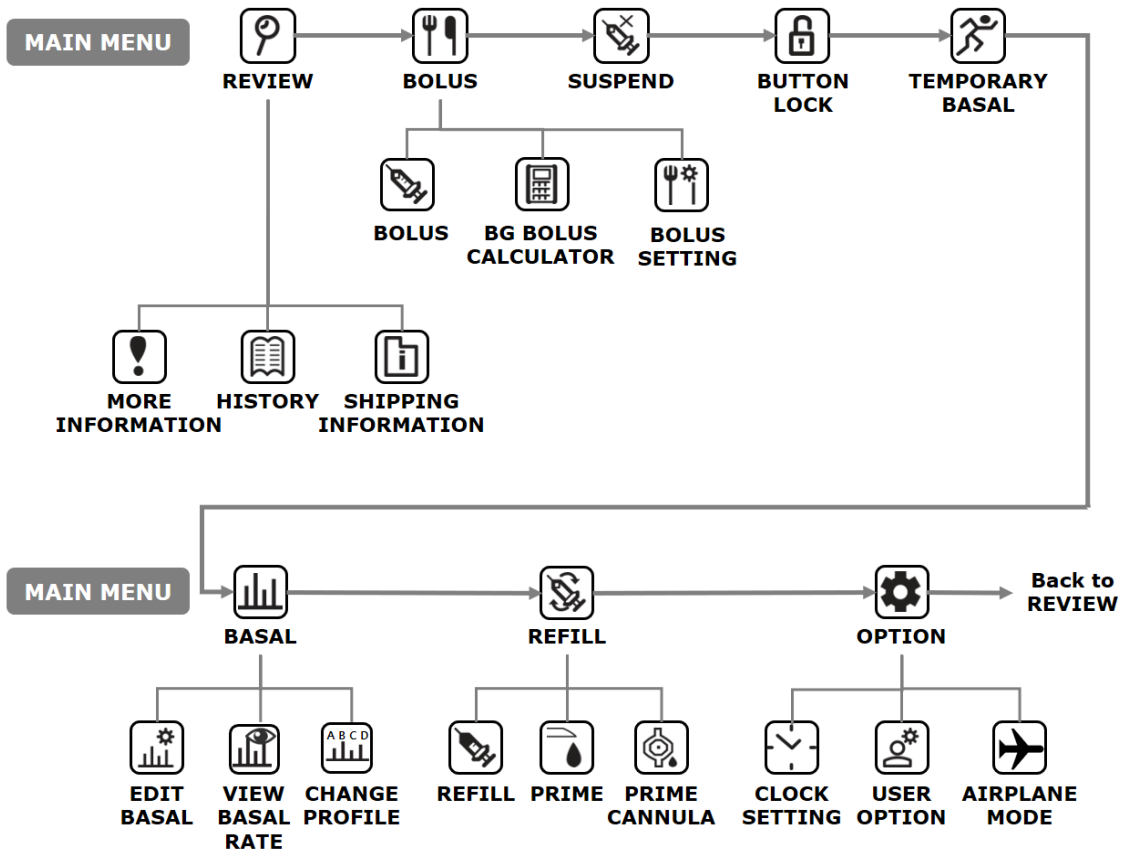 MAIN MENU
REVIEW
BOLUS
SUSPEND
BUTTON
LOCK
TEMPORARY
BASAL
BOLUS
BG BOLUS
CALCULATOR
BOLUS
SETTING
MORE
INFORMATION
HISTORY
SHIPPING
INFORMATION
MAIN MENU
BASAL
REFILL
OPTION
Back to
REVIEW
A B C D
EDIT
BASAL
VIEW
BASAL
RATE
CHANGE
PROFILE
REFILL
PRIME
PRIME
CANNULA
CLOCK
SETTING
USER
OPTION
AIRPLANE
MODE